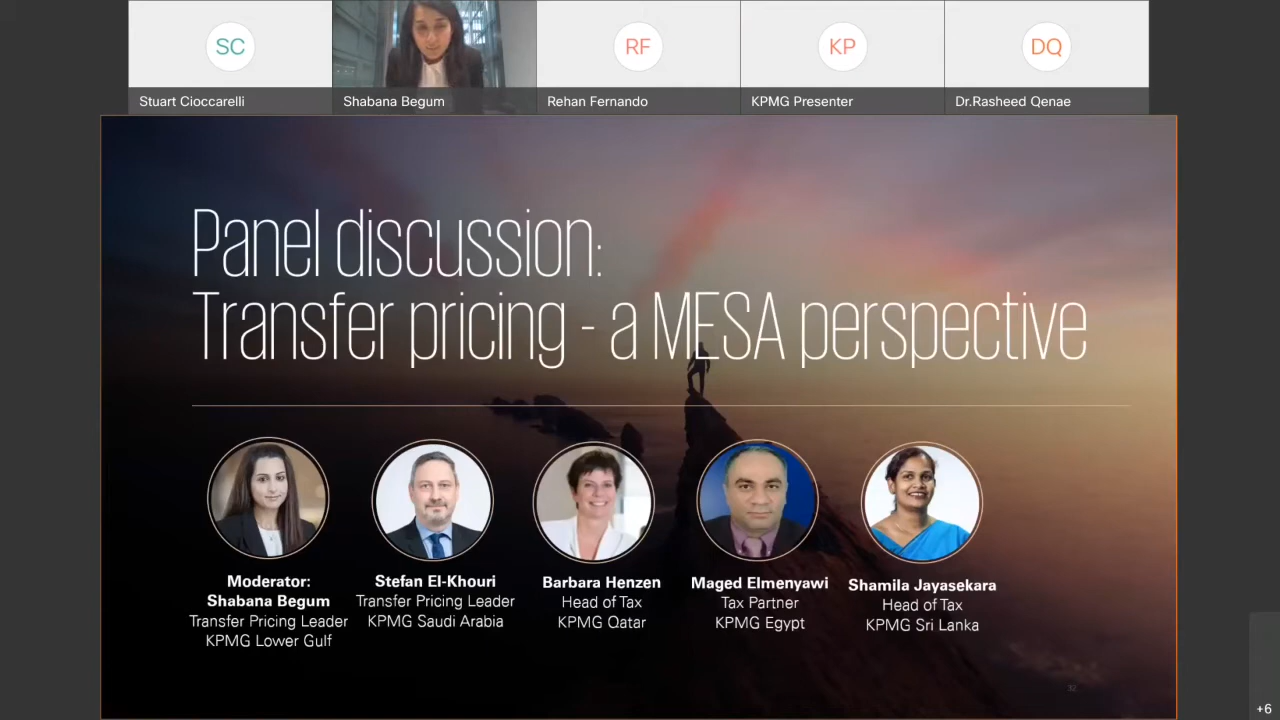 SC
RF
KP
DQ
Stuart Cioccarelli
Shabana Begum
Rehan Fernando
KPMG Presenter
Dr.Rasheed Qenae
Panel discussion:
Transfer pricing - a MESA perspective
Moderator:
Shabana Begum
Transfer Pricing Leader
KPMG Lower Gulf
Stefan El-Khouri
Transfer Pricing Leader
KPMG Saudi Arabia
Barbara Henzen
Head of Tax
KPMG Qatar
Maged Elmenyawi
Tax Partner
KPMG Egypt
Shamila Jayasekara
Head of Tax
KPMG Sri Lanka
32
+6